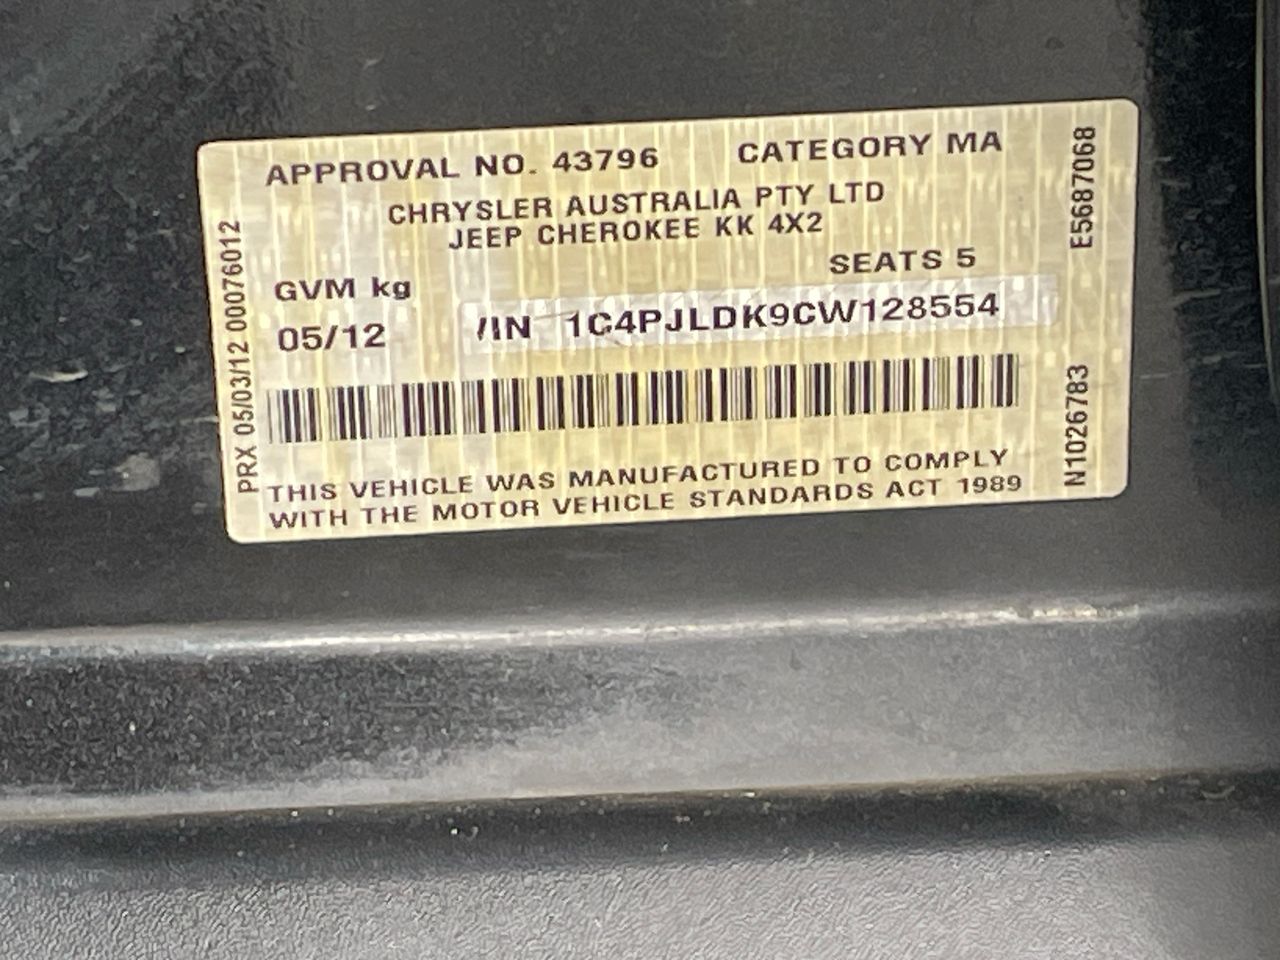 APPROVAL NO. 43796 CATEGORY MA
CHRYSLER AUSTRALIA PTY LTD
JEEP CHEROKEE KK 4X2
GVM kg SEATS 5
05/12 VIN 1C4PJLDK9CW128554
THIS VEHICLE WAS MANUFACTURED TO COMPLY
WITH THE MOTOR VEHICLE STANDARDS ACT 1989
PRX 05/03/12 00076012
E5687068
N1026783